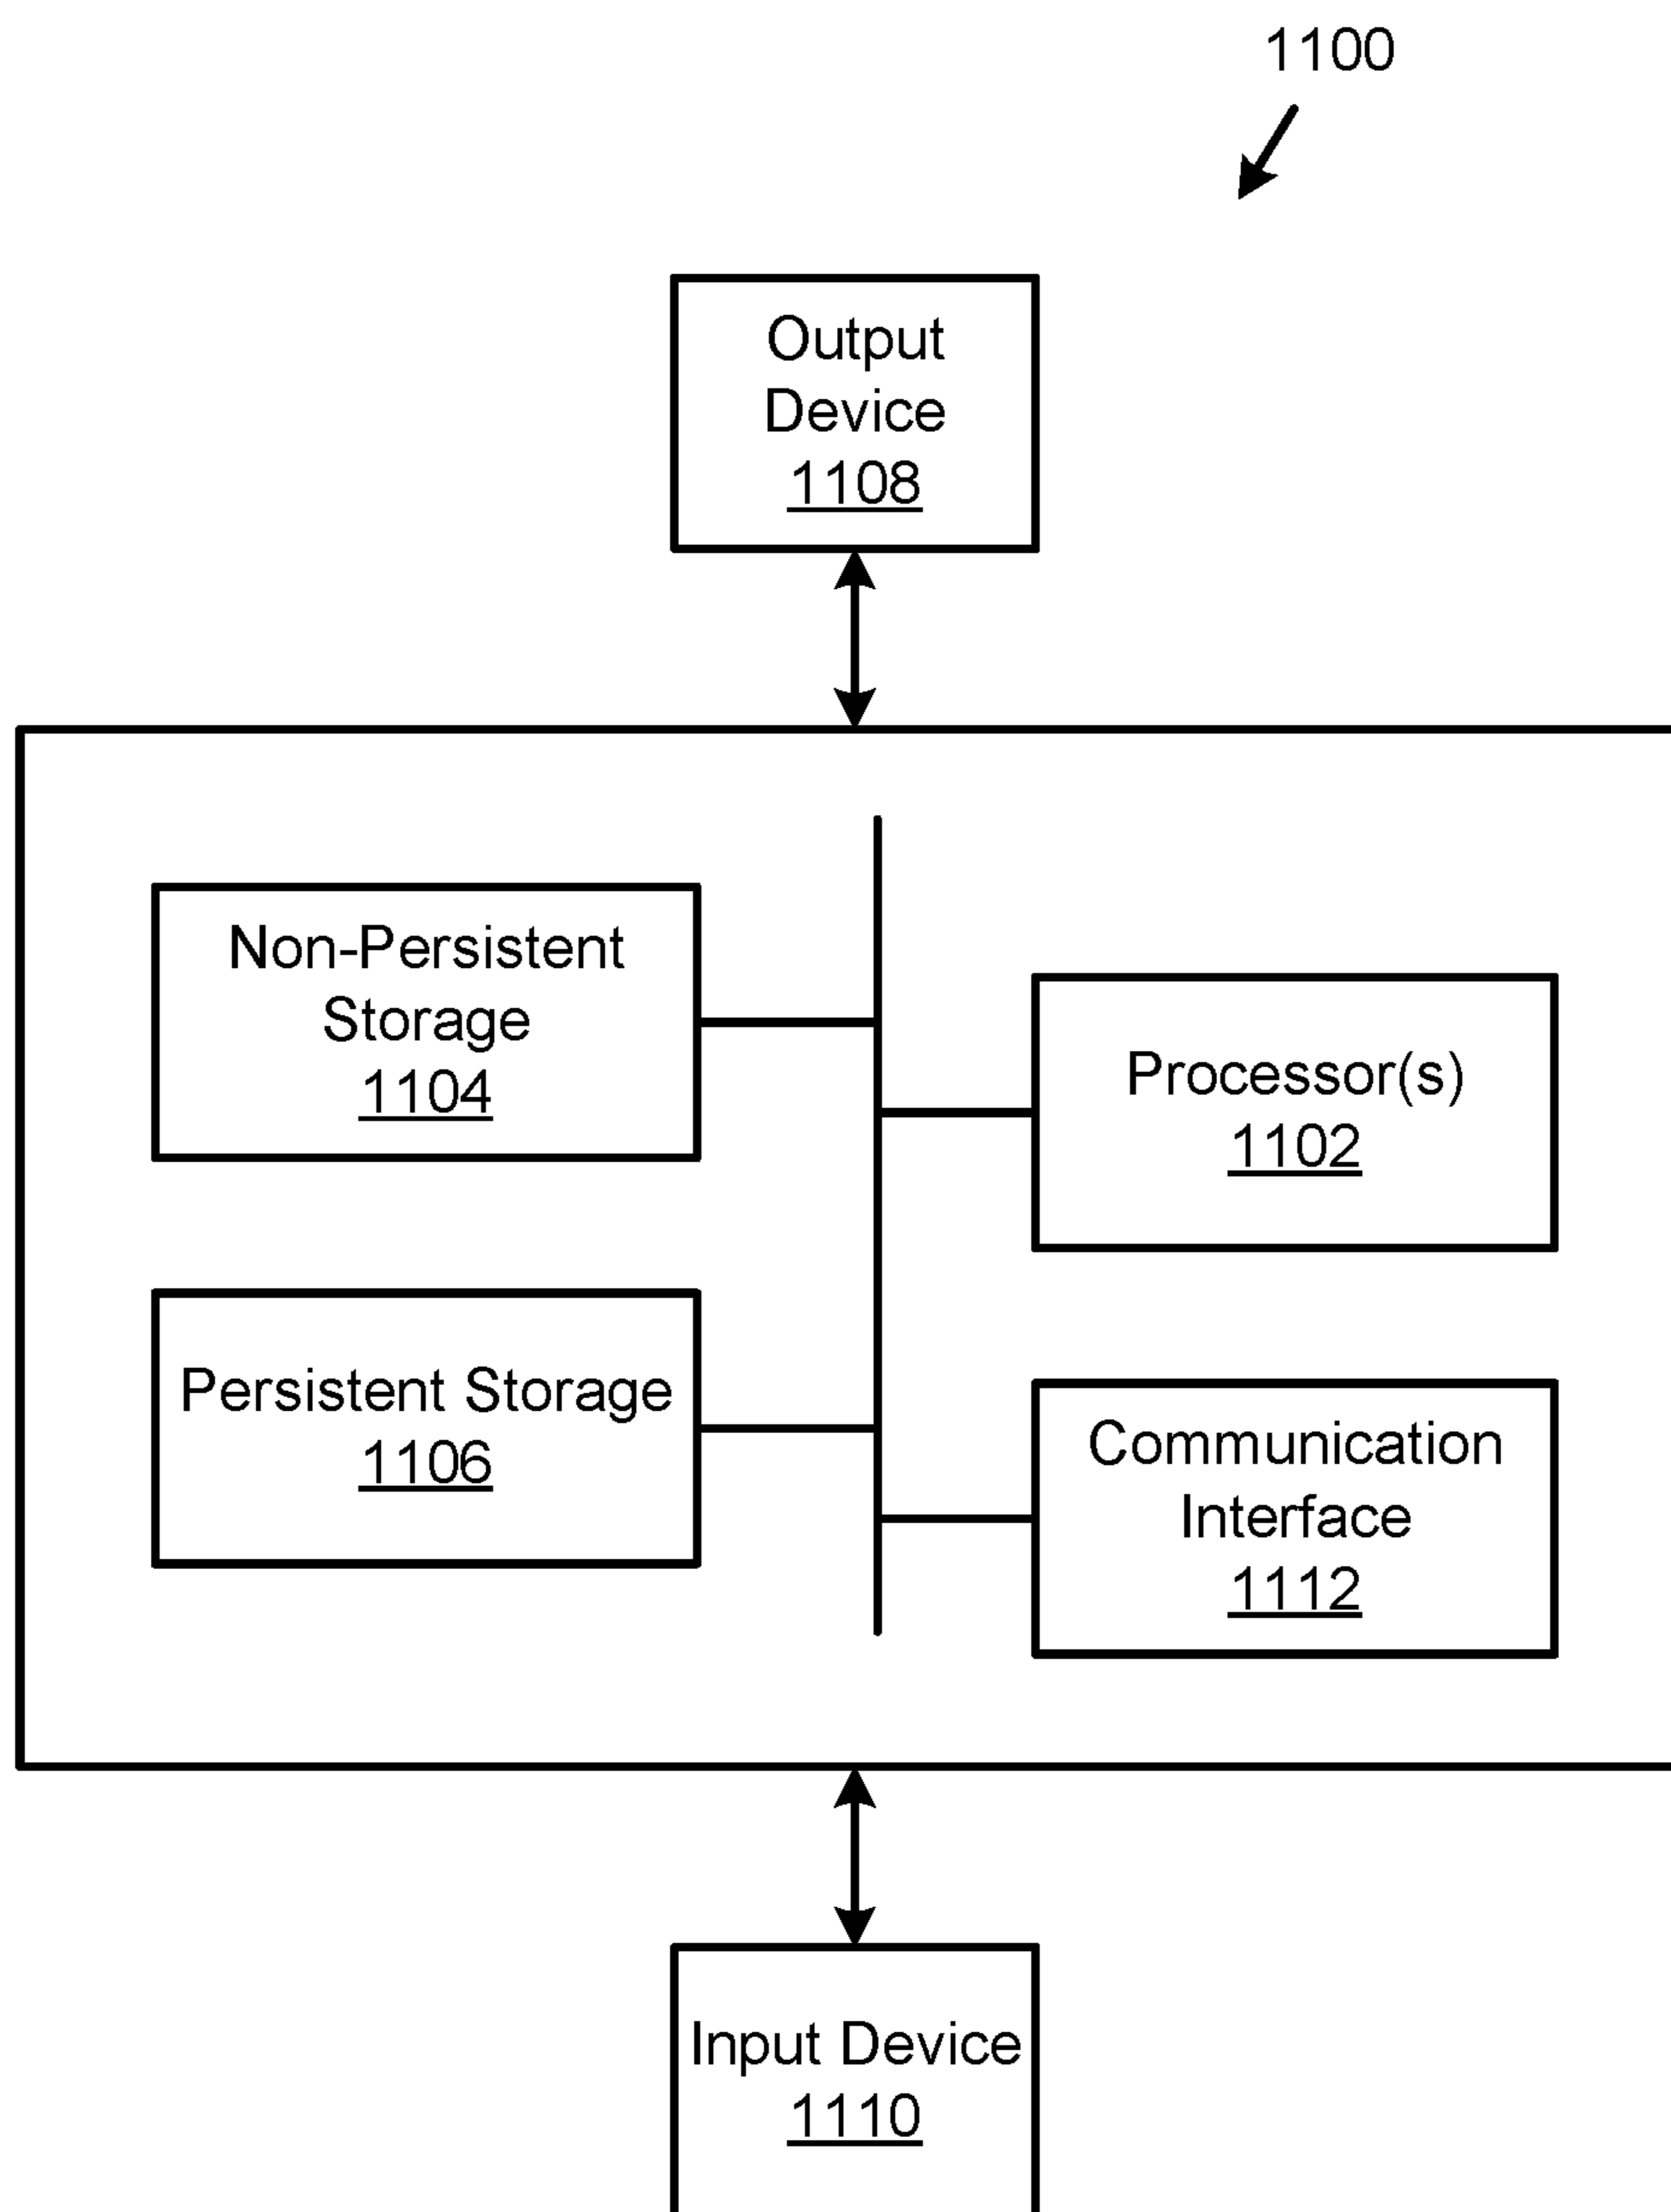 1100
Output
Device
1108
Non-Persistent
Storage
1104
Processor(s)
1102
Persistent Storage
1106
Communication
Interface
1112
Input Device
1110